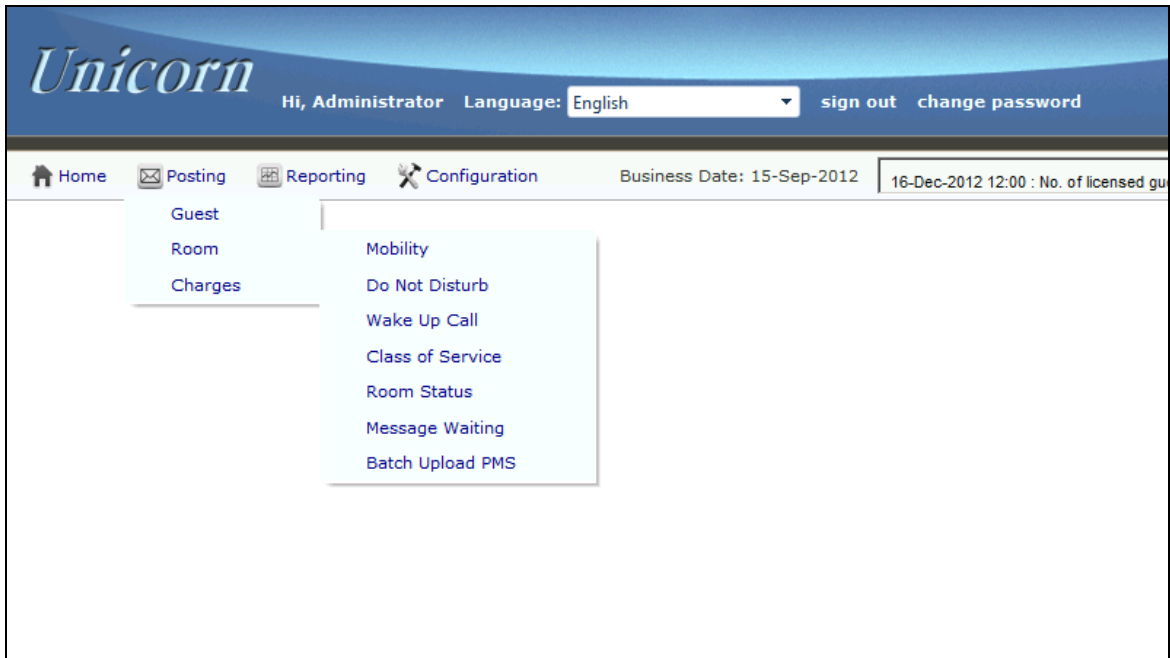 Unicorn
Hi, Administrator Language: English sign out change password
Home Posting Reporting Configuration Business Date: 15-Sep-2012 16-Dec-2012 12:00 : No. of licensed
Guest
Room
Charges
Mobility
Do Not Disturb
Wake Up Call
Class of Service
Room Status
Message Waiting
Batch Upload PMS